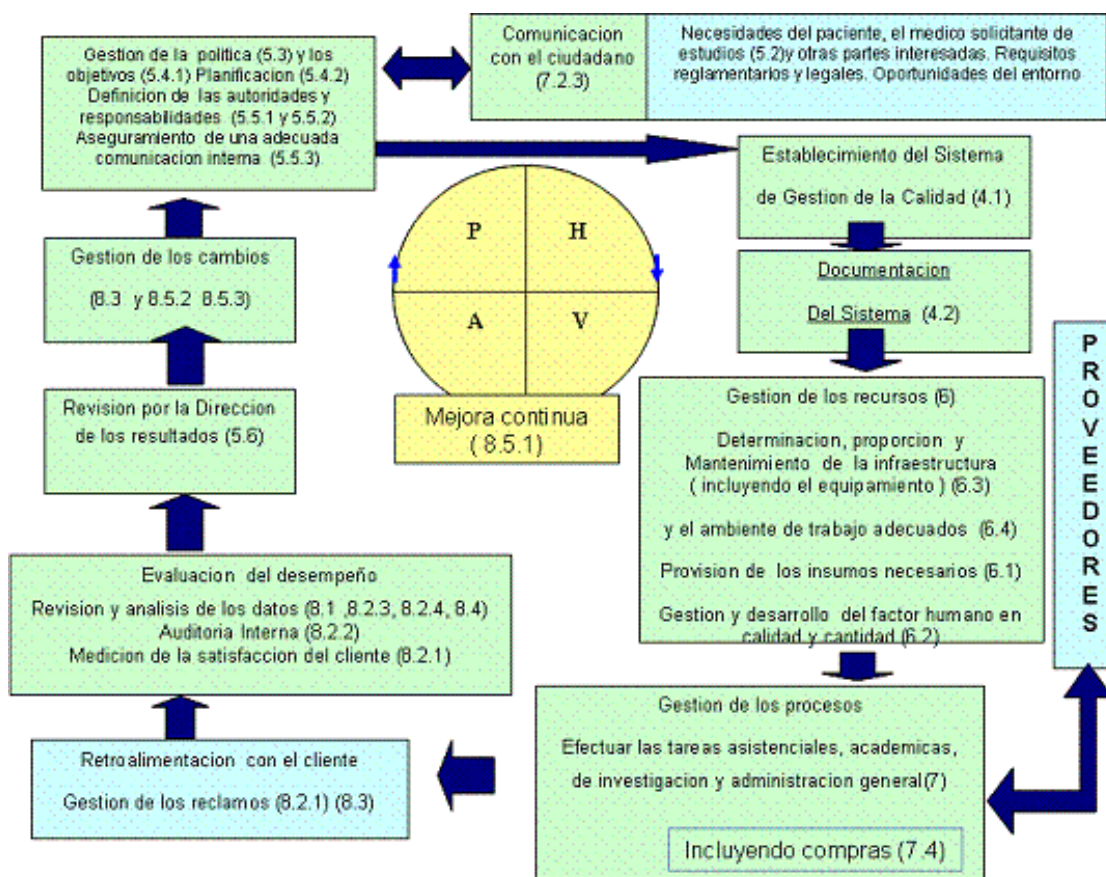 Gestion de la politica (5.3) y los
objetivos (5.4.1) Planificacion (5.4.2)
Definicion de las autoridades y
responsabilidades (5.5.1 y 5.5.2)
Aseguramiento de una adecuada
comunicacion interna (5.5.3)
Comunicacion
con el ciudadano
(7.2.3)
Necesidades del paciente, el medico solicitante de
estudios (5.2)y otras partes interesadas. Requisitos
reglamentarios y legales. Oportunidades del entorno
Establecimiento del Sistema
de Gestion de la Calidad (4.1)
Documentacion
Del Sistema (4.2)
Gestion de los recursos (6)
Determinacion, proporcion y
Mantenimiento de la infraestructura
( incluyendo el equipamiento ) (6.3)
y el ambiente de trabajo adecuados (6.4)
Provision de los insumos necesarios (6.1)
Gestion y desarrollo del factor humano en
calidad y cantidad (6.2)
PROVEEDORES
Gestion de los procesos
Efectuar las tareas asistenciales, academicas,
de investigacion y administracion general(7)
Incluyendo compras (7.4)
Retroalimentacion con el cliente
Gestion de los reclamos (8.2.1) (8.3)
Evaluacion del desempeño
Revision y analisis de los datos (8.1 ,8.2.3, 8.2.4, 8.4)
Auditoria Interna (8.2.2)
Medicion de la satisfaccion del cliente (8.2.1)
Revision por la Direccion
de los resultados (5.6)
Gestion de los cambios
(8.3 y 8.5.2 8.5.3)
P H
A V
Mejora continua
( 8.5.1)